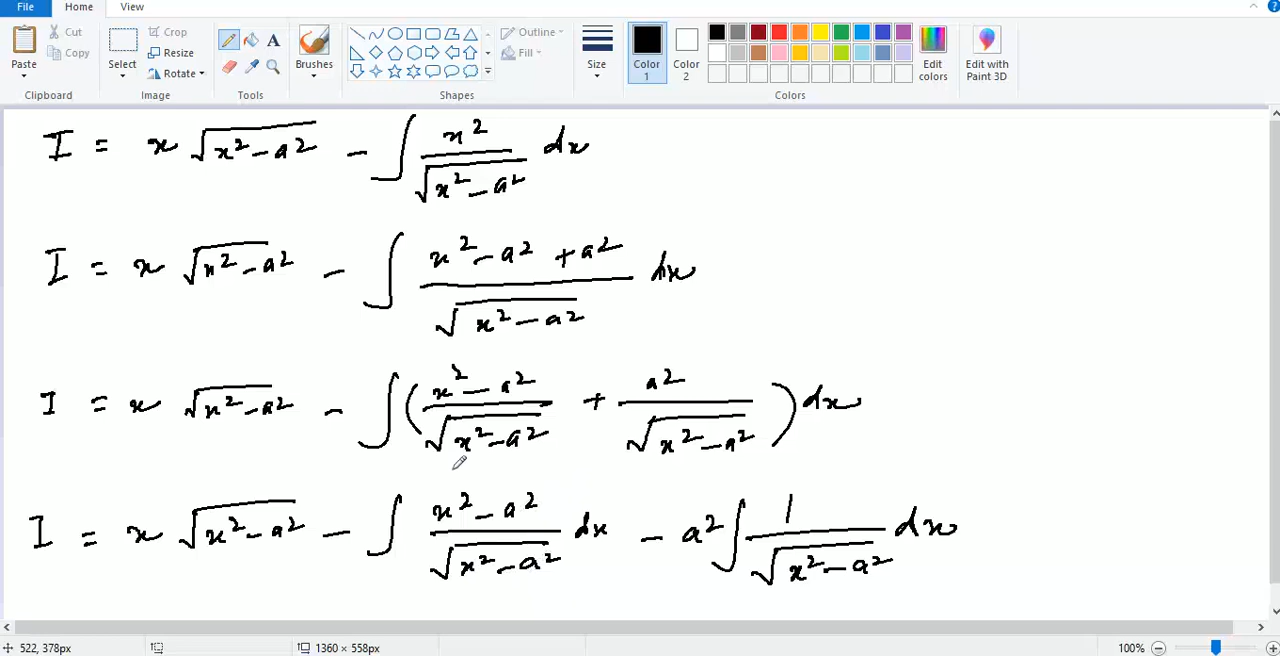 File Home View
Paste Cut Copy Select Crop Resize Rotate A Brushes Outline Fill Size Color 1 Color 2 Edit colors Edit with Paint 3D
Clipboard Image Tools Shapes Colors
I = x √(x² - a²) - ∫ x² / √(x² - a²) dx
I = x √(x² - a²) - ∫ (x² - a² + a²) / √(x² - a²) dx
I = x √(x² - a²) - ∫ ( (x² - a²) / √(x² - a²) + a² / √(x² - a²) ) dx
I = x √(x² - a²) - ∫ (x² - a²) / √(x² - a²) dx - a² ∫ 1 / √(x² - a²) dx
522, 378px 1360 × 558px 100%